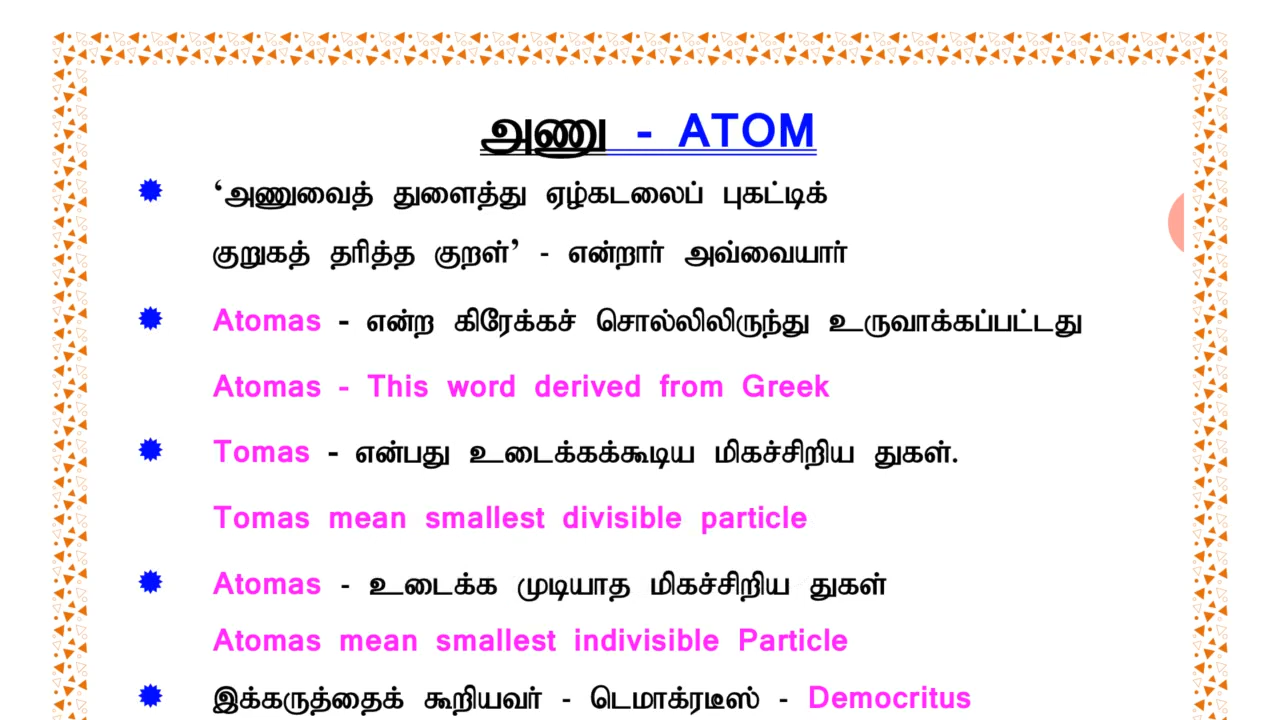 அணு - ATOM
‘அணுவைத் துளைத்து ஏழ்கடலைப் புகட்டிக்
குறுகத் தரித்த குறள்’ - என்றார் அவ்வையார்
Atomas - என்ற கிரேக்கச் சொல்லிலிருந்து உருவாக்கப்பட்டது
Atomas - This word derived from Greek
Tomas - என்பது உடைக்கக்கூடிய மிகச்சிறிய துகள்.
Tomas mean smallest divisible particle
Atomas - உடைக்க முடியாத மிகச்சிறிய துகள்
Atomas mean smallest indivisible Particle
இக்கருத்தைக் கூறியவர் - டெமாக்ரடீஸ் - Democritus